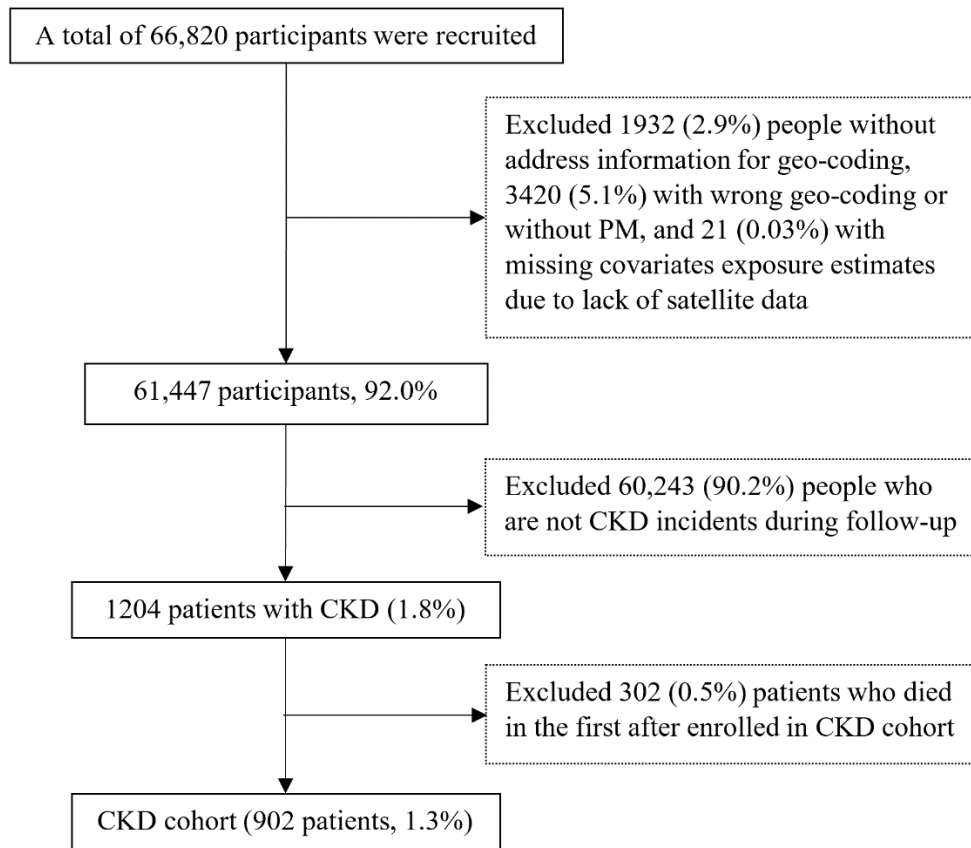 A total of 66,820 participants were recruited
Excluded 1932 (2.9%) people without
address information for geo-coding,
3420 (5.1%) with wrong geo-coding or
without PM, and 21 (0.03%) with
missing covariates exposure estimates
due to lack of satellite data
61,447 participants, 92.0%
Excluded 60,243 (90.2%) people who
are not CKD incidents during follow-up
1204 patients with CKD (1.8%)
Excluded 302 (0.5%) patients who died
in the first after enrolled in CKD cohort
CKD cohort (902 patients, 1.3%)